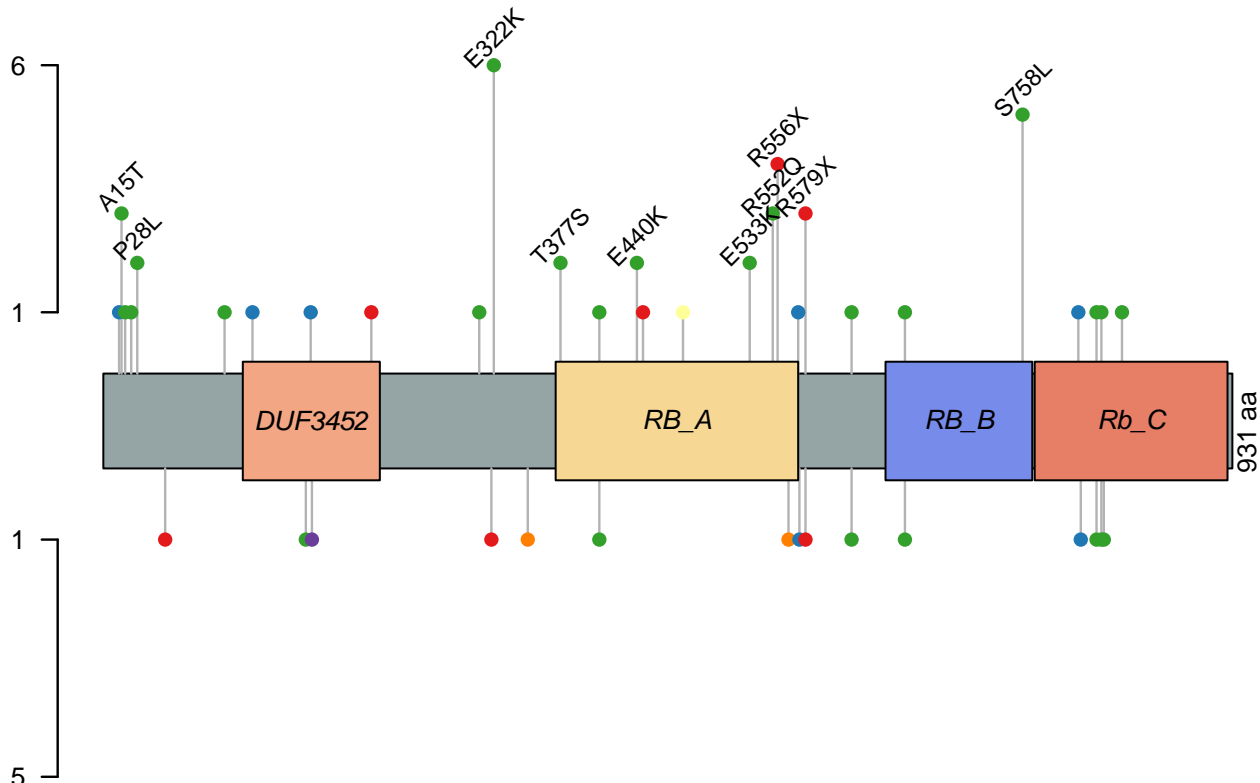 6
1
1
5
A15T
P28L
E322K
T377S
E440K
E533K
R552Q
R556X
R579X
S758L
DUF3452
RB_A
RB_B
Rb_C
931 aa